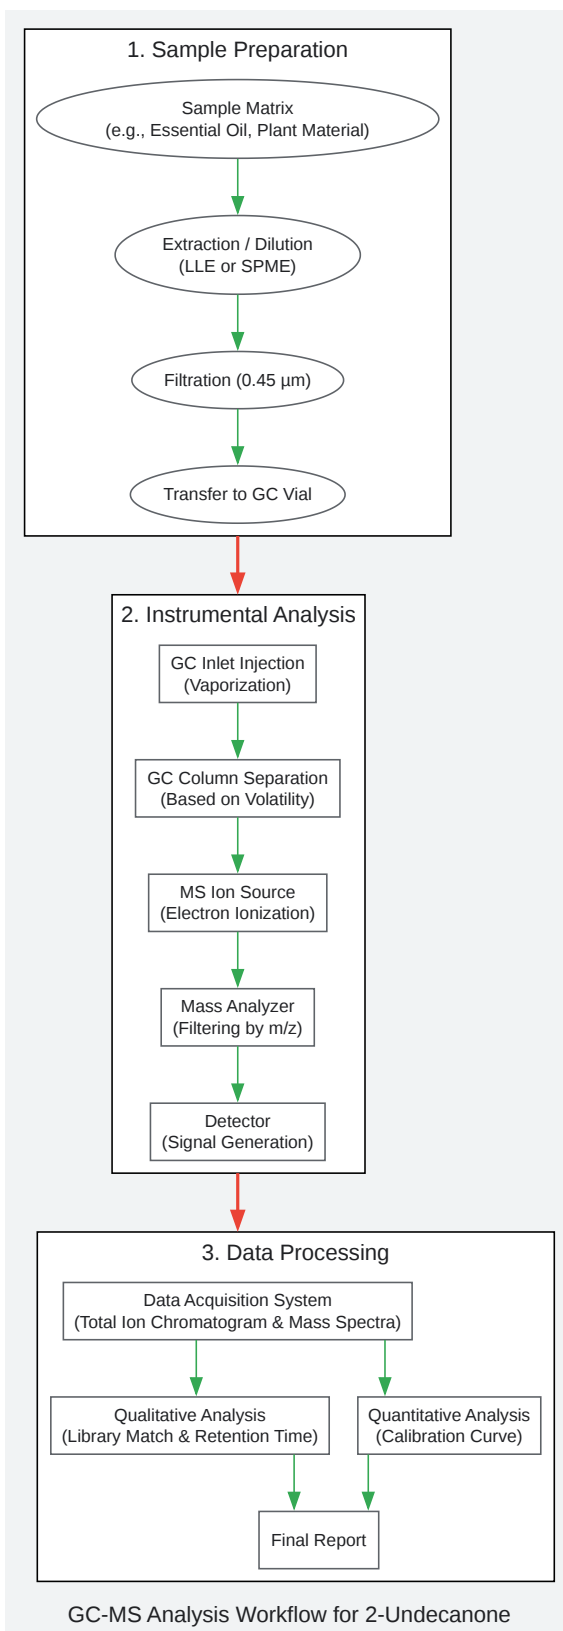 1. Sample Preparation
Sample Matrix
(e.g., Essential Oil, Plant Material)
Extraction / Dilution
(LLE or SPME)
Filtration (0.45 µm)
Transfer to GC Vial
2. Instrumental Analysis
GC Inlet Injection
(Vaporization)
GC Column Separation
(Based on Volatility)
MS Ion Source
(Electron Ionization)
Mass Analyzer
(Filtering by m/z)
Detector
(Signal Generation)
3. Data Processing
Data Acquisition System
(Total Ion Chromatogram & Mass Spectra)
Qualitative Analysis
(Library Match & Retention Time)
Quantitative Analysis
(Calibration Curve)
Final Report
GC-MS Analysis Workflow for 2-Undecanone